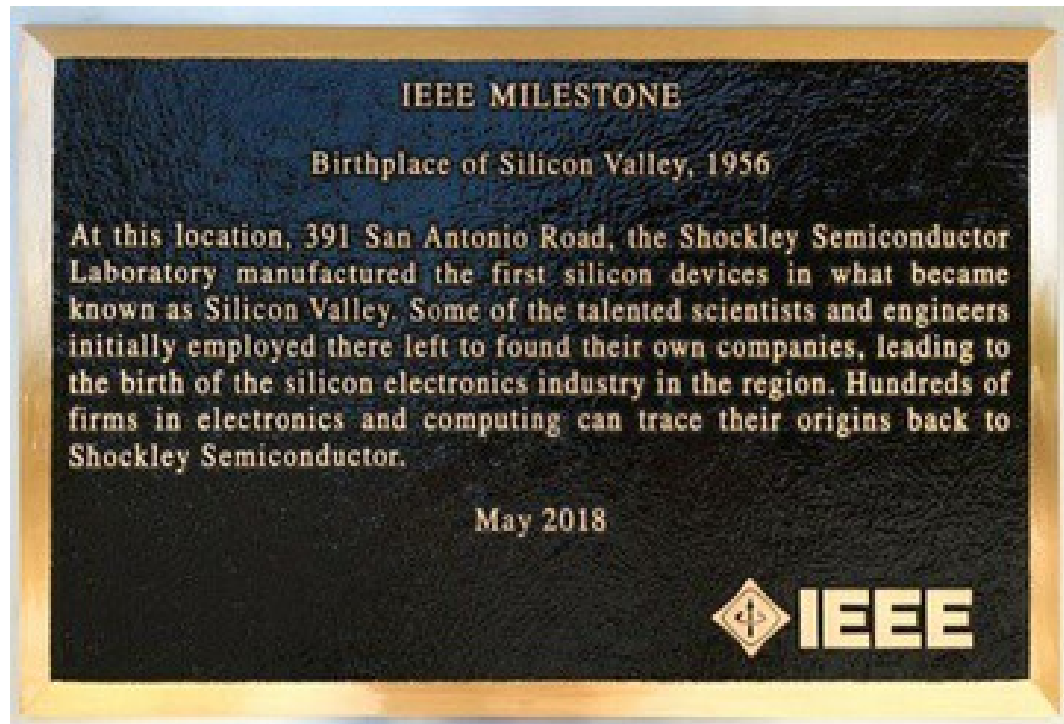 IEEE MILESTONE
Birthplace of Silicon Valley, 1956
At this location, 391 San Antonio Road, the Shockley Semiconductor
Laboratory manufactured the first silicon devices in what became
known as Silicon Valley. Some of the talented scientists and engineers
initially employed there left to found their own companies, leading to
the birth of the silicon electronics industry in the region. Hundreds of
firms in electronics and computing can trace their origins back to
Shockley Semiconductor.
May 2018
IEEE